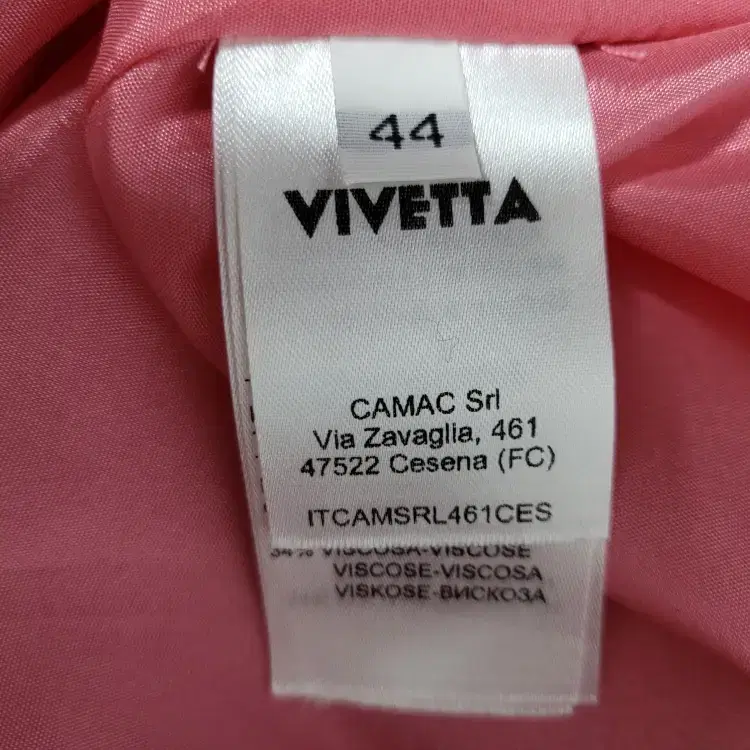 44
VIVETTA
CAMAC Srl
Via Zavaglia, 461
47522 Cesena (FC)
ITCAMSRL461CES
VISCOSA-VISCOSE
VISCOSE-VISCOSA
VISKOSE-ВИСКОЗА